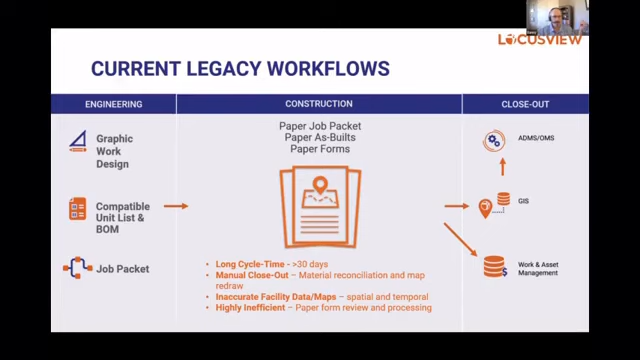 LOCUSVIEW
CURRENT LEGACY WORKFLOWS
ENGINEERING
Graphic
Work
Design
Compatible
Unit List &
BOM
Job Packet
CONSTRUCTION
Paper Job Packet
Paper As-Builts
Paper Forms
• Long Cycle-Time - >30 days
• Manual Close-Out – Material reconciliation and map
redraw
• Inaccurate Facility Data/Maps – spatial and temporal
• Highly Inefficient – Paper form review and processing
CLOSE-OUT
ADMS/OMS
GIS
$
Work & Asset
Management